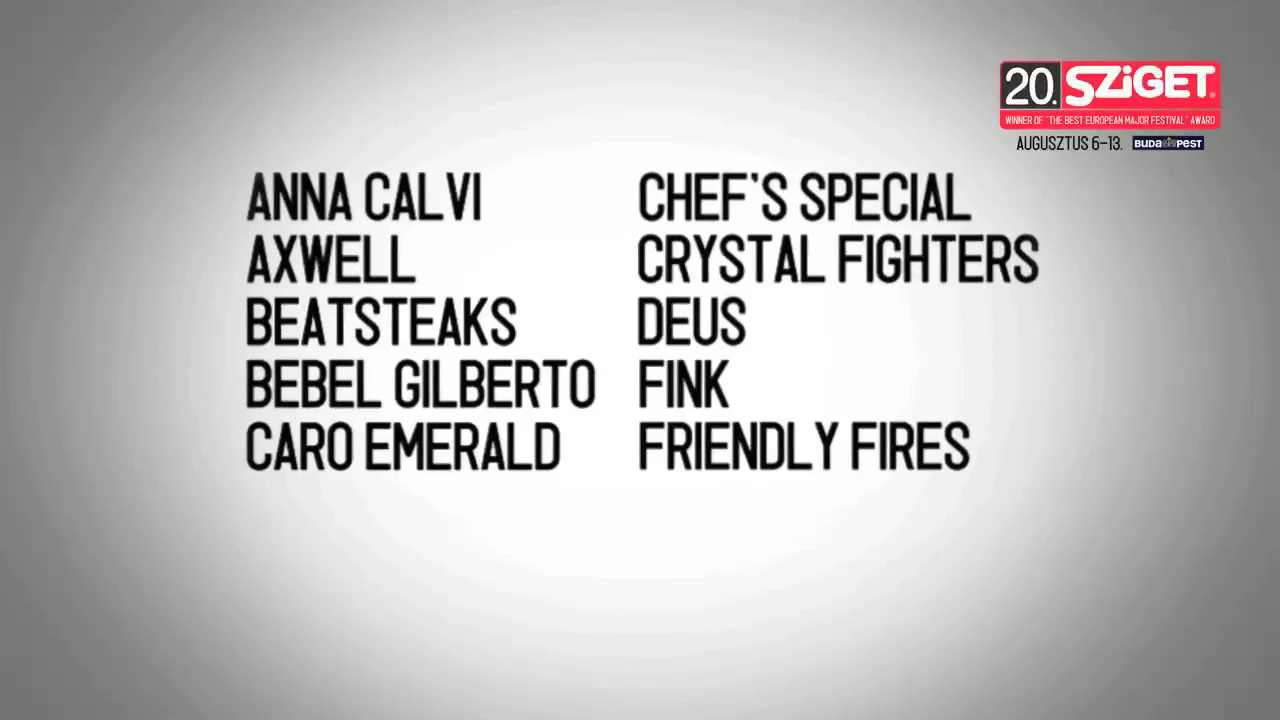 20. SZiGET
WINNER OF "THE BEST EUROPEAN MAJOR FESTIVAL" AWARD
AUGUSZTUS 6-13. BUDAPEST
ANNA CALVI
AXWELL
BEATSTEAKS
BEBEL GILBERTO
CARO EMERALD
CHEF'S SPECIAL
CRYSTAL FIGHTERS
DEUS
FINK
FRIENDLY FIRES